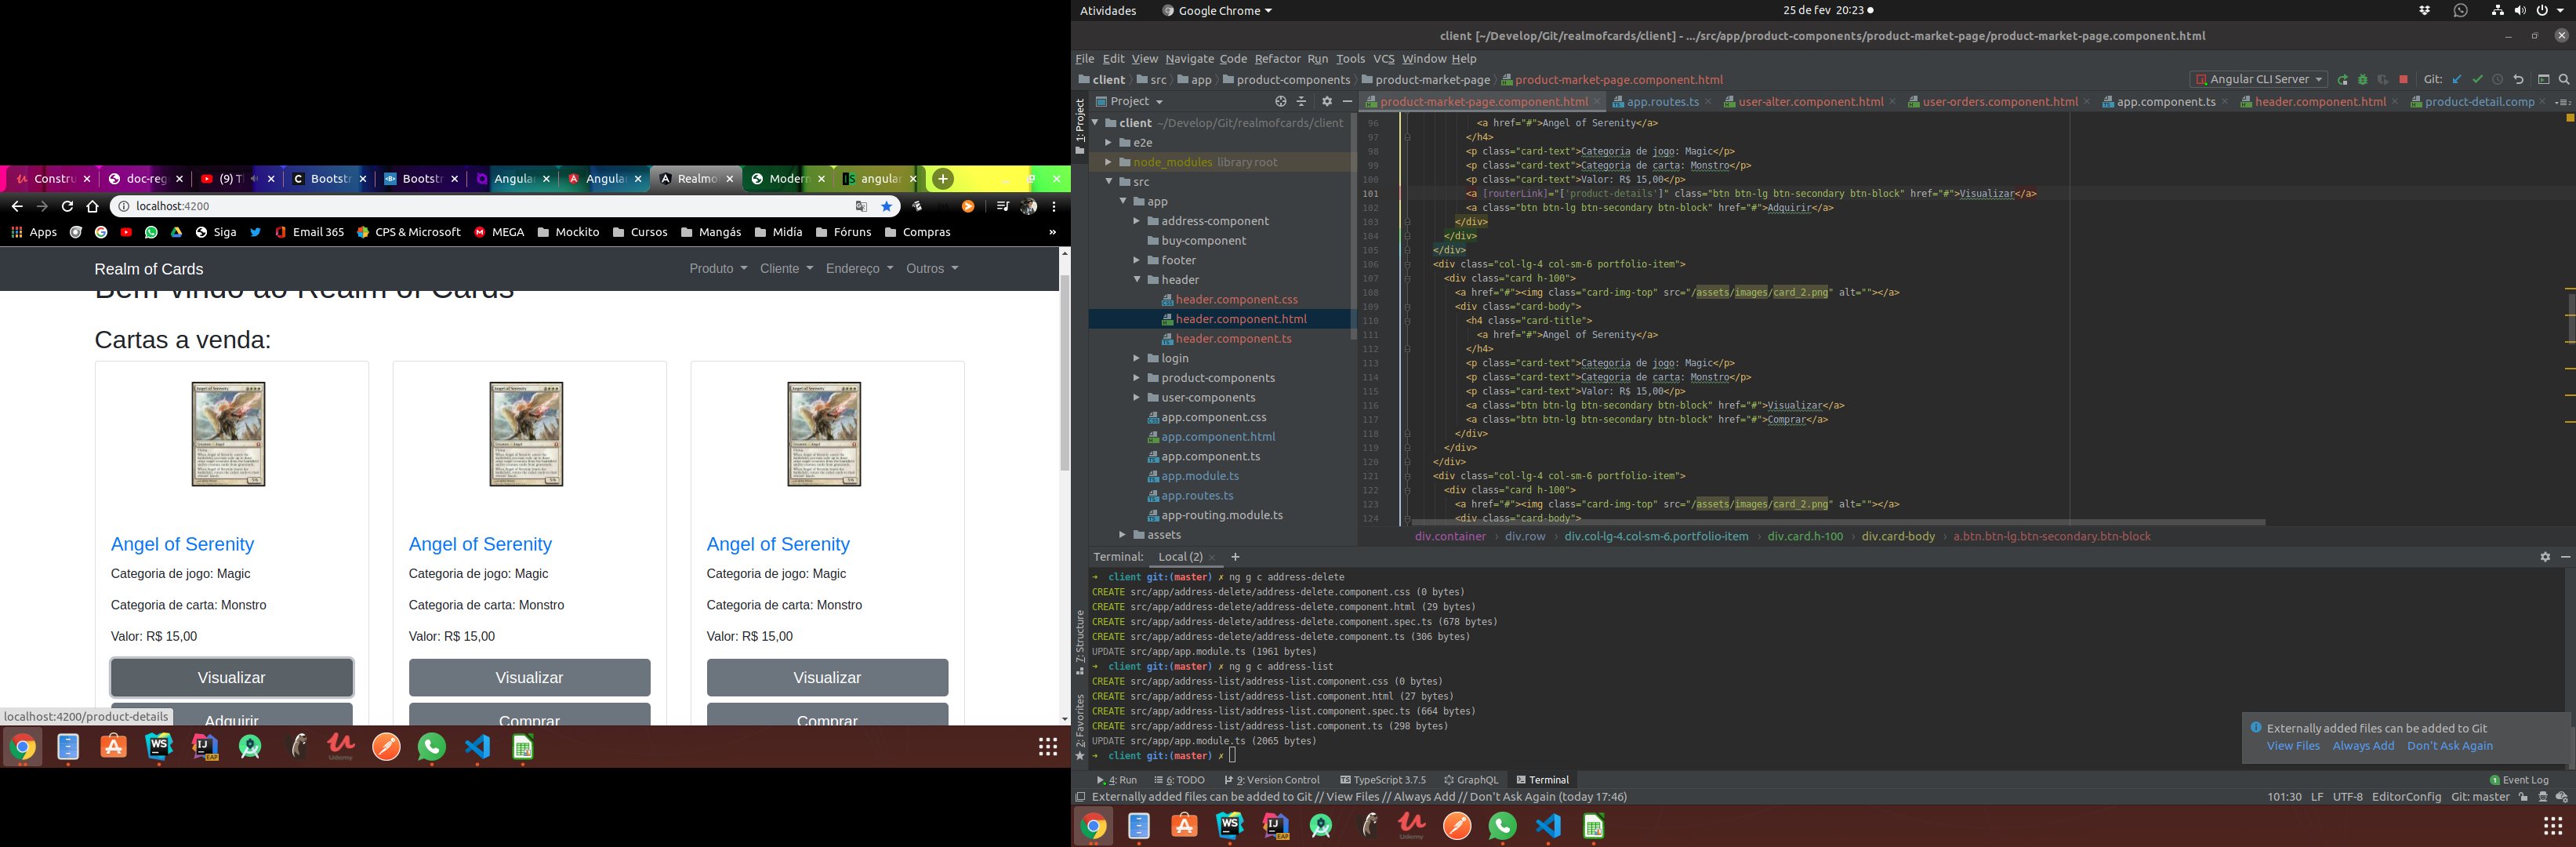 Constru
doc-reg
(9) T
Bootstr
Bootstr
Angula
Angula
Realmo
Modern
angular
localhost:4200
Apps
Siga
Email 365
CPS & Microsoft
MEGA
Mockito
Cursos
Mangás
Midía
Fóruns
Compras
»
Realm of Cards
Produto
Cliente
Endereço
Outros
Bem vindo ao Realm of Cards
Cartas a venda:
Angel of Serenity
Categoria de jogo: Magic
Categoria de carta: Monstro
Valor: R$ 15,00
Visualizar
Adquirir
Angel of Serenity
Categoria de jogo: Magic
Categoria de carta: Monstro
Valor: R$ 15,00
Visualizar
Comprar
Angel of Serenity
Categoria de jogo: Magic
Categoria de carta: Monstro
Valor: R$ 15,00
Visualizar
Comprar
localhost:4200/product-details
Atividades
Google Chrome
25 de fev 20:23
client [~/Develop/Git/realmofcards/client] - .../src/app/product-components/product-market-page/product-market-page.component.html
File Edit View Navigate Code Refactor Run Tools VCS Window Help
client src app product-components product-market-page product-market-page.component.html
Angular CLI Server
Git:
1: Project
Project
product-market-page.component.html
app.routes.ts
user-alter.component.html
user-orders.component.html
app.component.ts
header.component.html
product-detail.comp
client ~/Develop/Git/realmofcards/client
e2e
node_modules library root
src
app
address-component
buy-component
footer
header
header.component.css
header.component.html
header.component.ts
login
product-components
user-components
app.component.css
app.component.html
app.component.ts
app.module.ts
app.routes.ts
app-routing.module.ts
assets
96 <a href="#">Angel of Serenity</a>
97 </h4>
98 <p class="card-text">Categoria de jogo: Magic</p>
99 <p class="card-text">Categoria de carta: Monstro</p>
100 <p class="card-text">Valor: R$ 15,00</p>
101 <a [routerLink]="['product-details']" class="btn btn-lg btn-secondary btn-block" href="#">Visualizar</a>
102 <a class="btn btn-lg btn-secondary btn-block" href="#">Adquirir</a>
103 </div>
104 </div>
105 </div>
106 <div class="col-lg-4 col-sm-6 portfolio-item">
107 <div class="card h-100">
108 <a href="#"><img class="card-img-top" src="/assets/images/card_2.png" alt=""></a>
109 <div class="card-body">
110 <h4 class="card-title">
111 <a href="#">Angel of Serenity</a>
112 </h4>
113 <p class="card-text">Categoria de jogo: Magic</p>
114 <p class="card-text">Categoria de carta: Monstro</p>
115 <p class="card-text">Valor: R$ 15,00</p>
116 <a class="btn btn-lg btn-secondary btn-block" href="#">Visualizar</a>
117 <a class="btn btn-lg btn-secondary btn-block" href="#">Comprar</a>
118 </div>
119 </div>
120 </div>
121 <div class="col-lg-4 col-sm-6 portfolio-item">
122 <div class="card h-100">
123 <a href="#"><img class="card-img-top" src="/assets/images/card_2.png" alt=""></a>
124 <div class="card-body">
div.container › div.row › div.col-lg-4.col-sm-6.portfolio-item › div.card.h-100 › div.card-body › a.btn.btn-lg.btn-secondary.btn-block
Terminal: Local (2) +
→ client git:(master) ✗ ng g c address-delete
CREATE src/app/address-delete/address-delete.component.css (0 bytes)
CREATE src/app/address-delete/address-delete.component.html (29 bytes)
CREATE src/app/address-delete/address-delete.component.spec.ts (678 bytes)
CREATE src/app/address-delete/address-delete.component.ts (306 bytes)
UPDATE src/app/app.module.ts (1961 bytes)
→ client git:(master) ✗ ng g c address-list
CREATE src/app/address-list/address-list.component.css (0 bytes)
CREATE src/app/address-list/address-list.component.html (27 bytes)
CREATE src/app/address-list/address-list.component.spec.ts (664 bytes)
CREATE src/app/address-list/address-list.component.ts (298 bytes)
UPDATE src/app/app.module.ts (2065 bytes)
→ client git:(master) ✗
7: Structure
2: Favorites
Externally added files can be added to Git
View Files Always Add Don't Ask Again
4: Run 6: TODO 9: Version Control TypeScript 3.7.5 GraphQL Terminal
1 Event Log
Externally added files can be added to Git // View Files // Always Add // Don't Ask Again (today 17:46)
101:30 LF UTF-8 EditorConfig Git: master